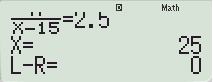 D Math
X-15 =2.5
X= 25
L-R= 0